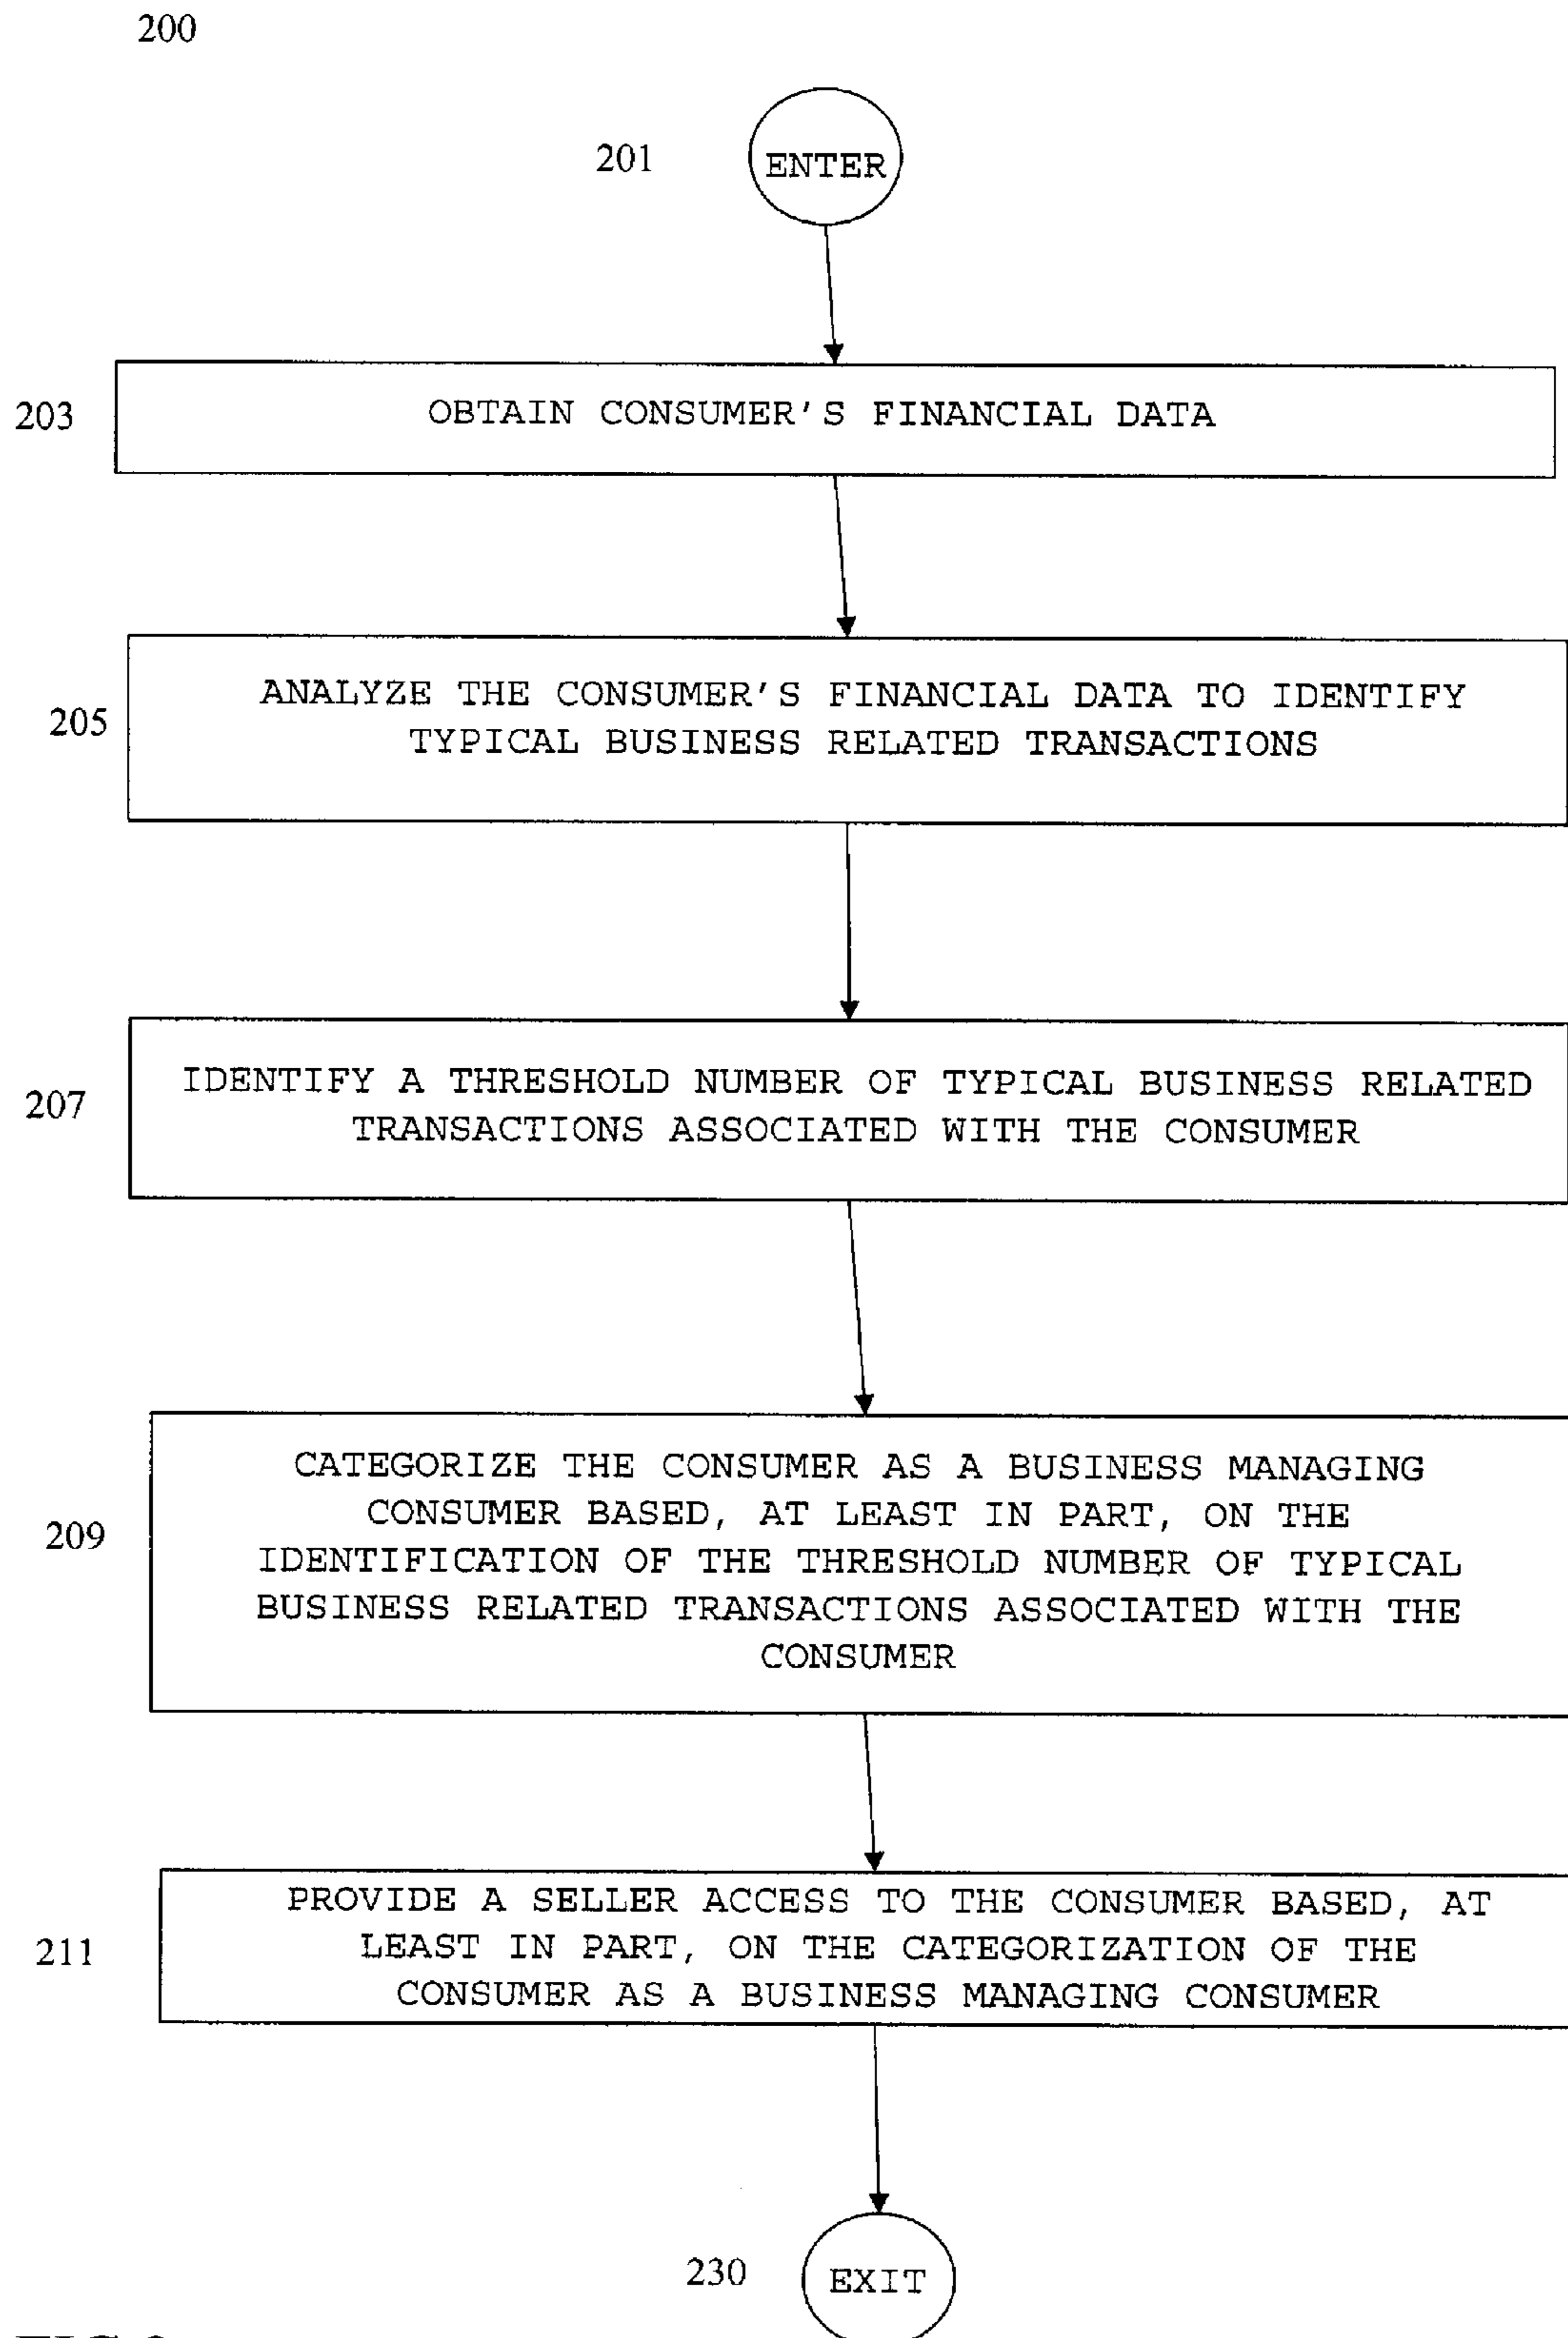 200
201
ENTER
203
OBTAIN CONSUMER'S FINANCIAL DATA
205
ANALYZE THE CONSUMER'S FINANCIAL DATA TO IDENTIFY
TYPICAL BUSINESS RELATED TRANSACTIONS
207
IDENTIFY A THRESHOLD NUMBER OF TYPICAL BUSINESS RELATED
TRANSACTIONS ASSOCIATED WITH THE CONSUMER
209
CATEGORIZE THE CONSUMER AS A BUSINESS MANAGING
CONSUMER BASED, AT LEAST IN PART, ON THE
IDENTIFICATION OF THE THRESHOLD NUMBER OF TYPICAL
BUSINESS RELATED TRANSACTIONS ASSOCIATED WITH THE
CONSUMER
211
PROVIDE A SELLER ACCESS TO THE CONSUMER BASED, AT
LEAST IN PART, ON THE CATEGORIZATION OF THE
CONSUMER AS A BUSINESS MANAGING CONSUMER
230
EXIT